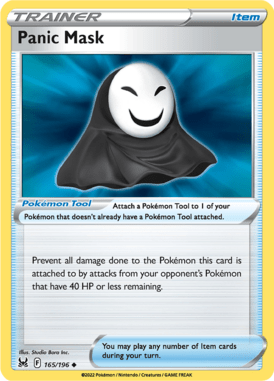 TRAINER Item
Panic Mask
Pokémon Tool Attach a Pokémon Tool to 1 of your
Pokémon that doesn't already have a Pokémon Tool attached.
Prevent all damage done to the Pokémon this card is
attached to by attacks from your opponent's Pokémon
that have 40 HP or less remaining.
You may play any number of Item cards
during your turn.
Illus. Studio Bora Inc.
F 165/196 ◆
©2022 Pokémon / Nintendo / Creatures / GAME FREAK